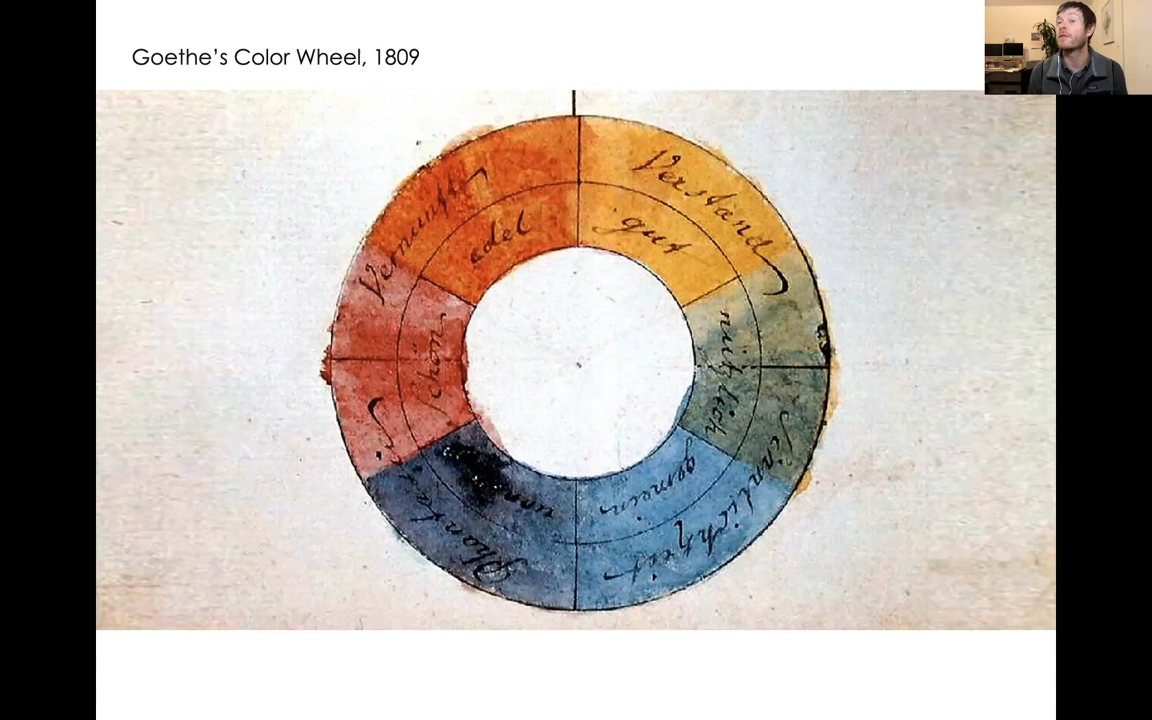 Goethe's Color Wheel, 1809
Vernunft
Verstand
edel
gut
schön
nützlich
gemein
Sinnlichkeit
Phantasie